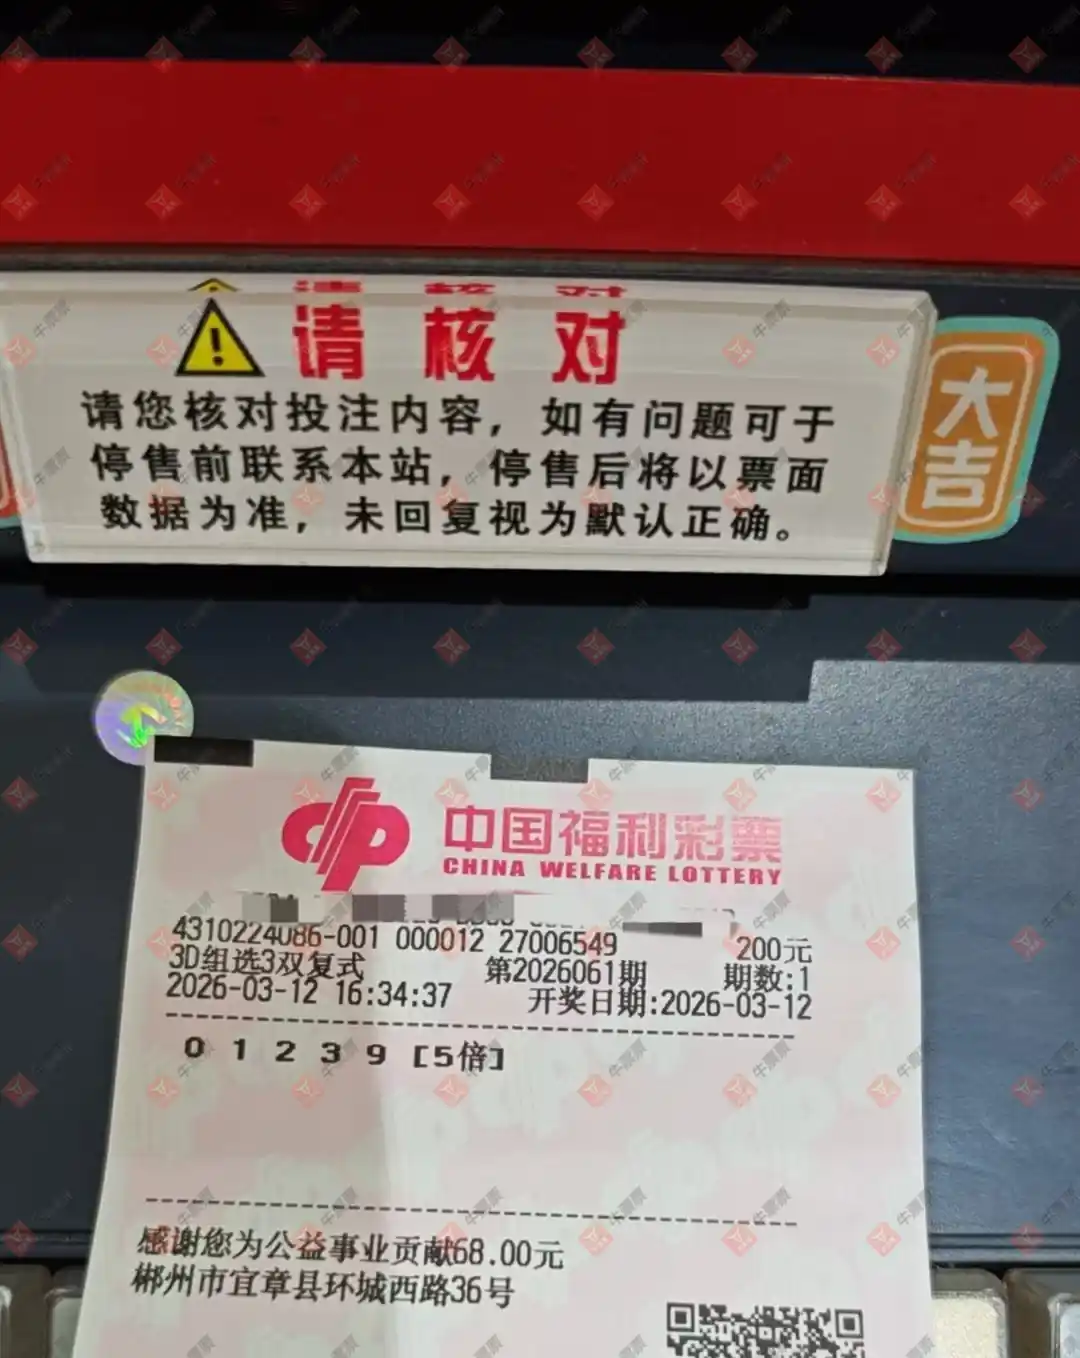 请核对
请您核对投注内容，如有问题可于
停售前联系本站，停售后将以票面
数据为准，未回复视为默认正确。
大吉
中国福利彩票
CHINA WELFARE LOTTERY
4310224086-001 000012 27006549 200元
3D组选3双复式 第2026061期 期数:1
2026-03-12 16:34:37 开奖日期:2026-03-12
0 1 2 3 9 [5倍]
感谢您为公益事业贡献68.00元
郴州市宜章县环城西路36号
牛票票